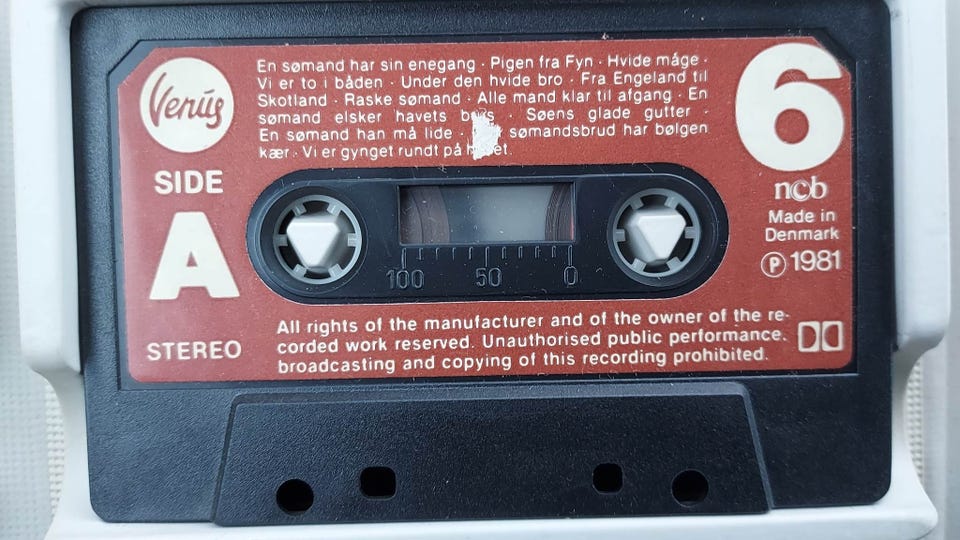 Venús
SIDE
A
STEREO
En sømand har sin enegang · Pigen fra Fyn · Hvide måge ·
Vi er to i båden · Under den hvide bro · Fra Engeland til
Skotland · Raske sømand · Alle mand klar til afgang · En
sømand elsker havets · Søens glade gutter ·
En sømand han må lide · sømandsbrud har bølgen
kær · Vi er gynget rundt på
6
ncb
Made in
Denmark
Ⓟ 1981
100 50 0
All rights of the manufacturer and of the owner of the re-
corded work reserved. Unauthorised public performance.
broadcasting and copying of this recording prohibited.